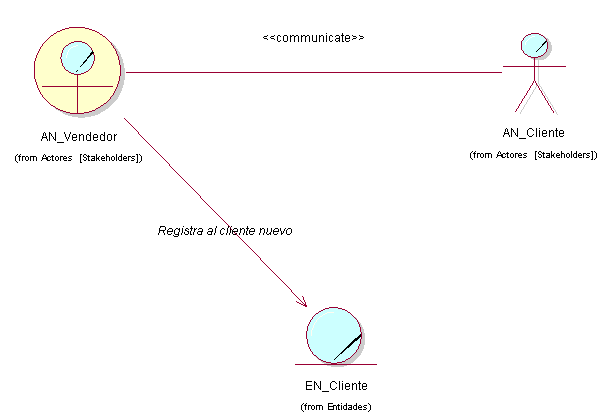 <<communicate>>
AN_Vendedor
(from Actores [Stakeholders])
AN_Cliente
(from Actores [Stakeholders])
Registra al cliente nuevo
EN_Cliente
(from Entidades)